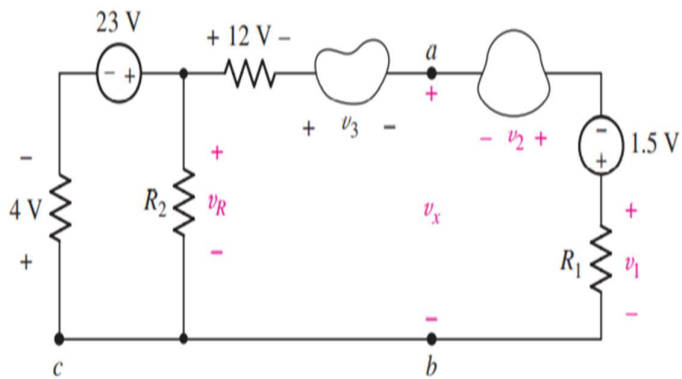 23 V
+ 12 V –
a
– +
+
+ v3 –
– v2 +
–
+
1.5 V
–
4 V
+
R2
+
vR
–
vx
R1
+
v1
–
–
c
b